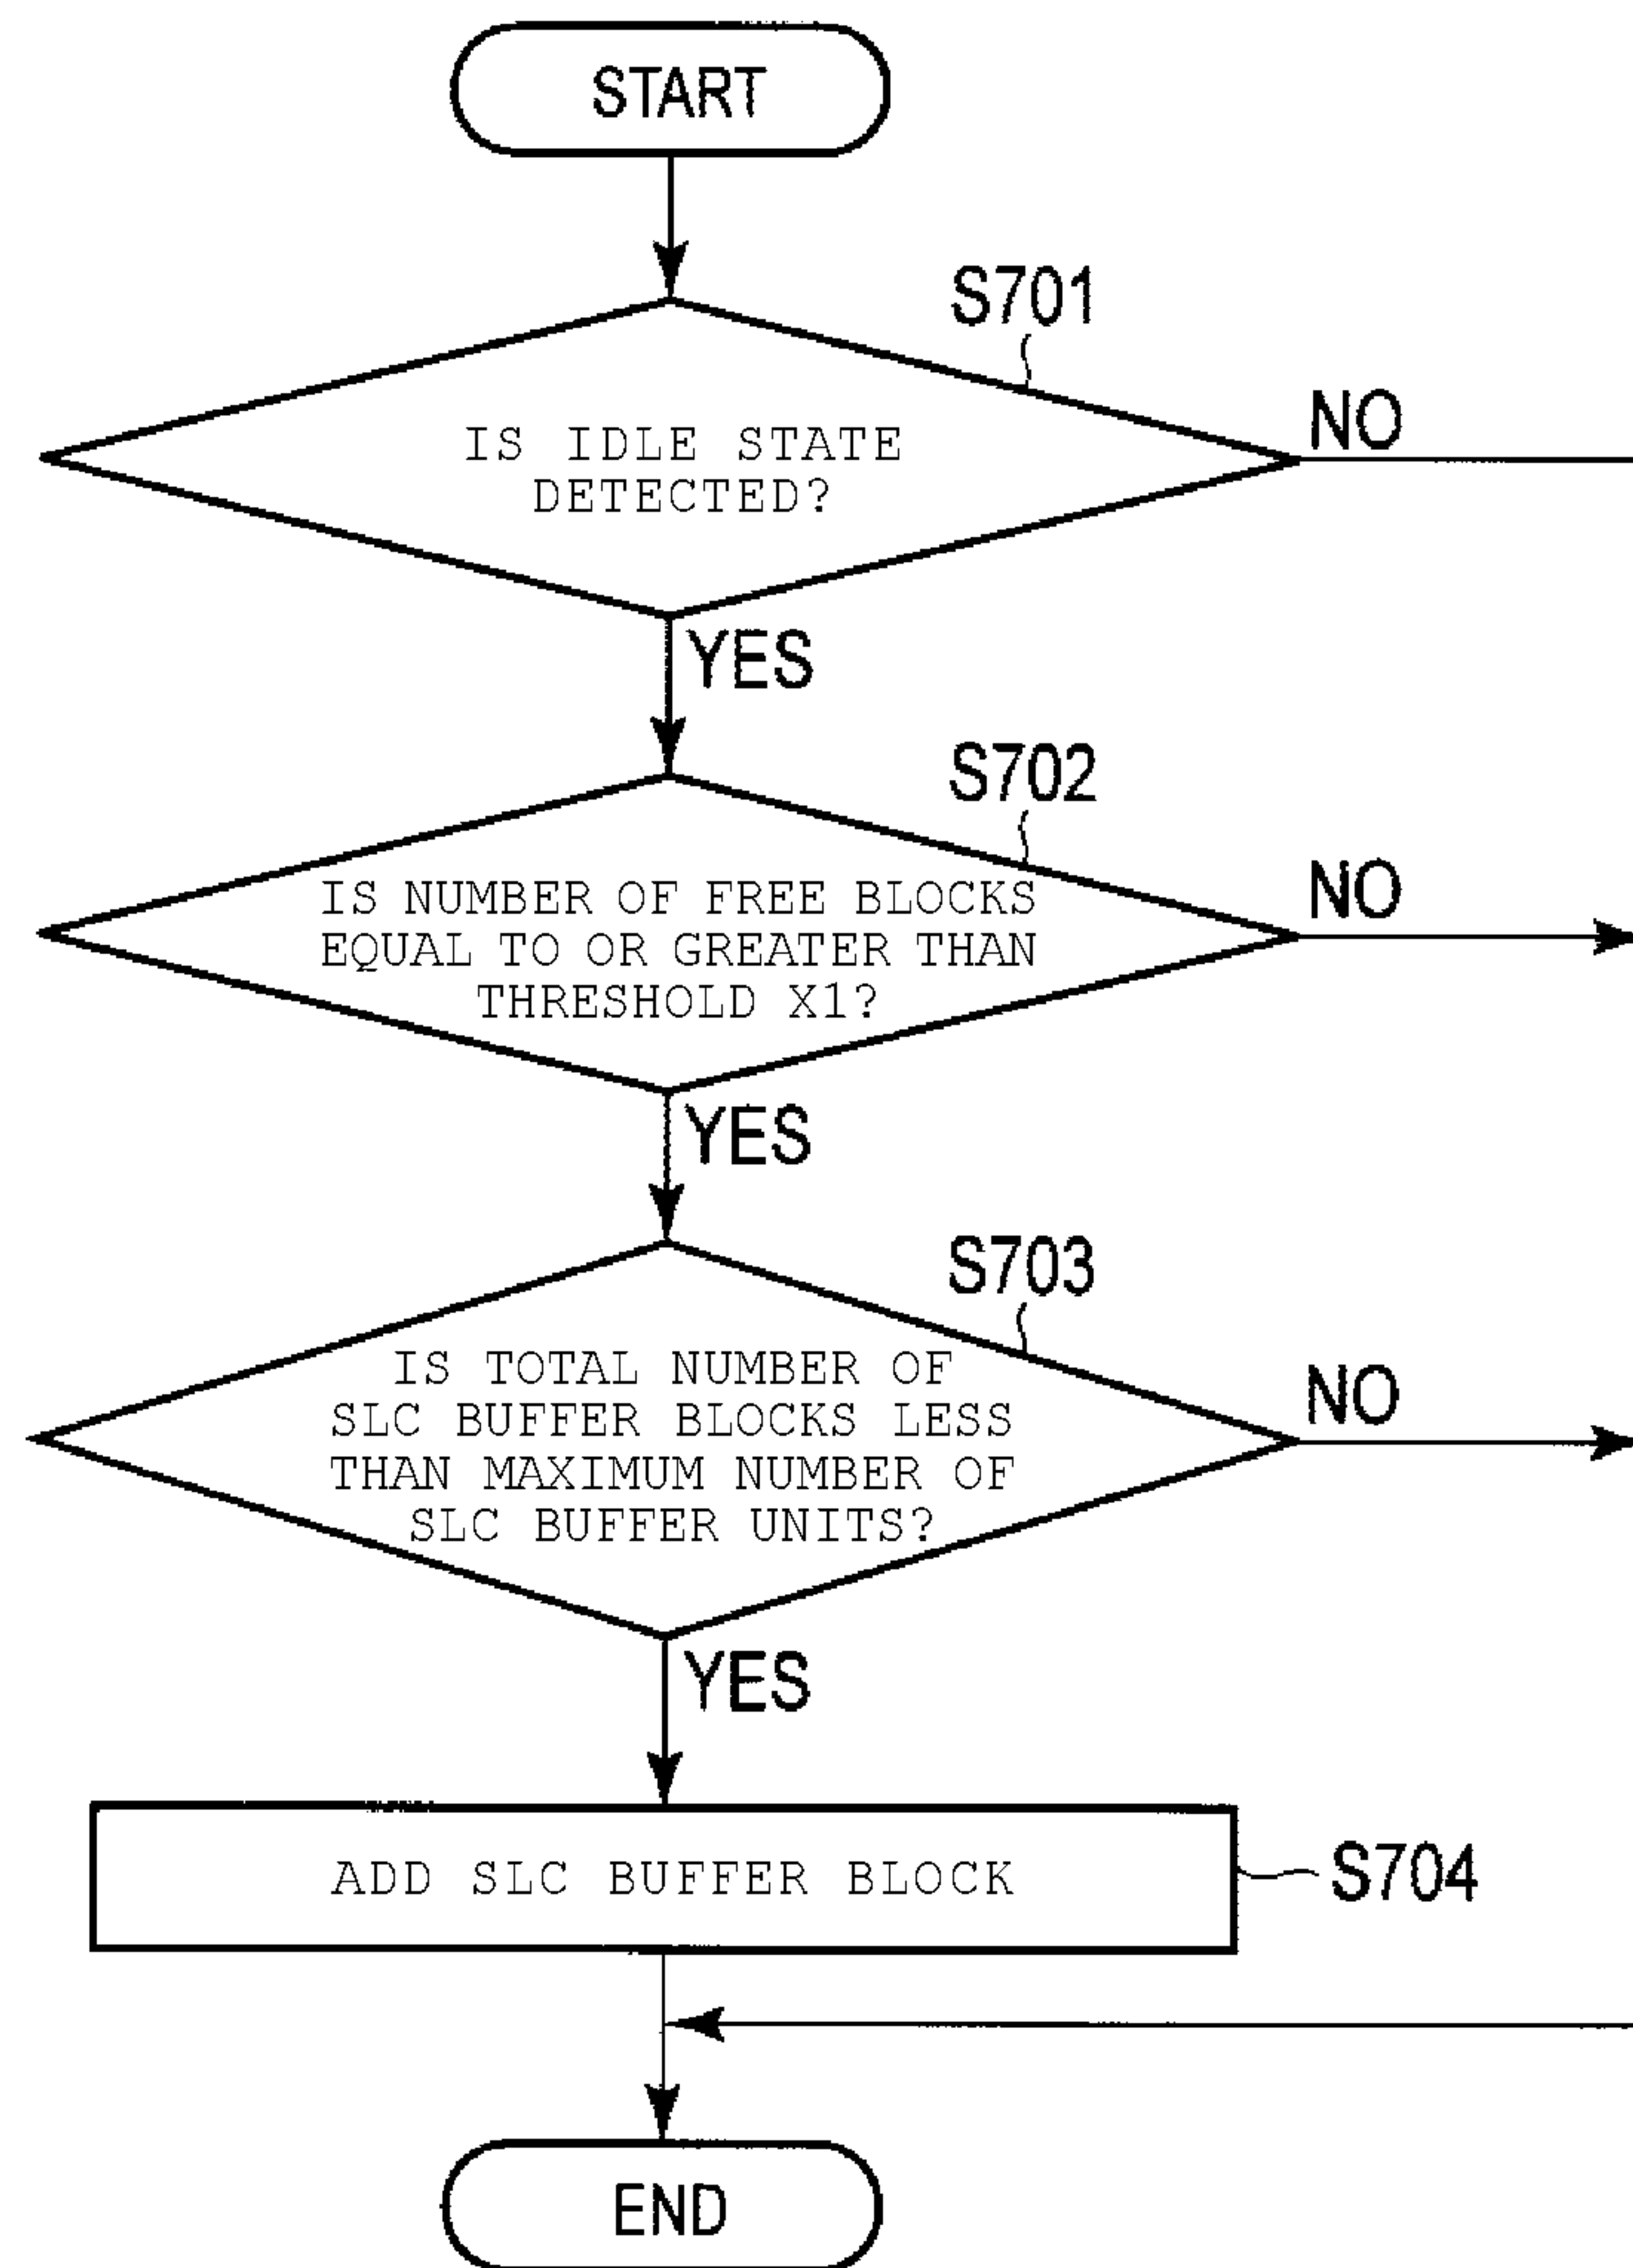 START
S701
IS IDLE STATE
DETECTED?
NO
YES
S702
IS NUMBER OF FREE BLOCKS
EQUAL TO OR GREATER THAN
THRESHOLD X1?
NO
YES
S703
IS TOTAL NUMBER OF
SLC BUFFER BLOCKS LESS
THAN MAXIMUM NUMBER OF
SLC BUFFER UNITS?
NO
YES
ADD SLC BUFFER BLOCK
S704
END